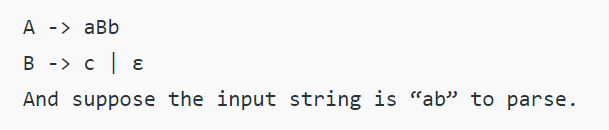 A -> aBb
B -> c | ε
And suppose the input string is “ab” to parse.